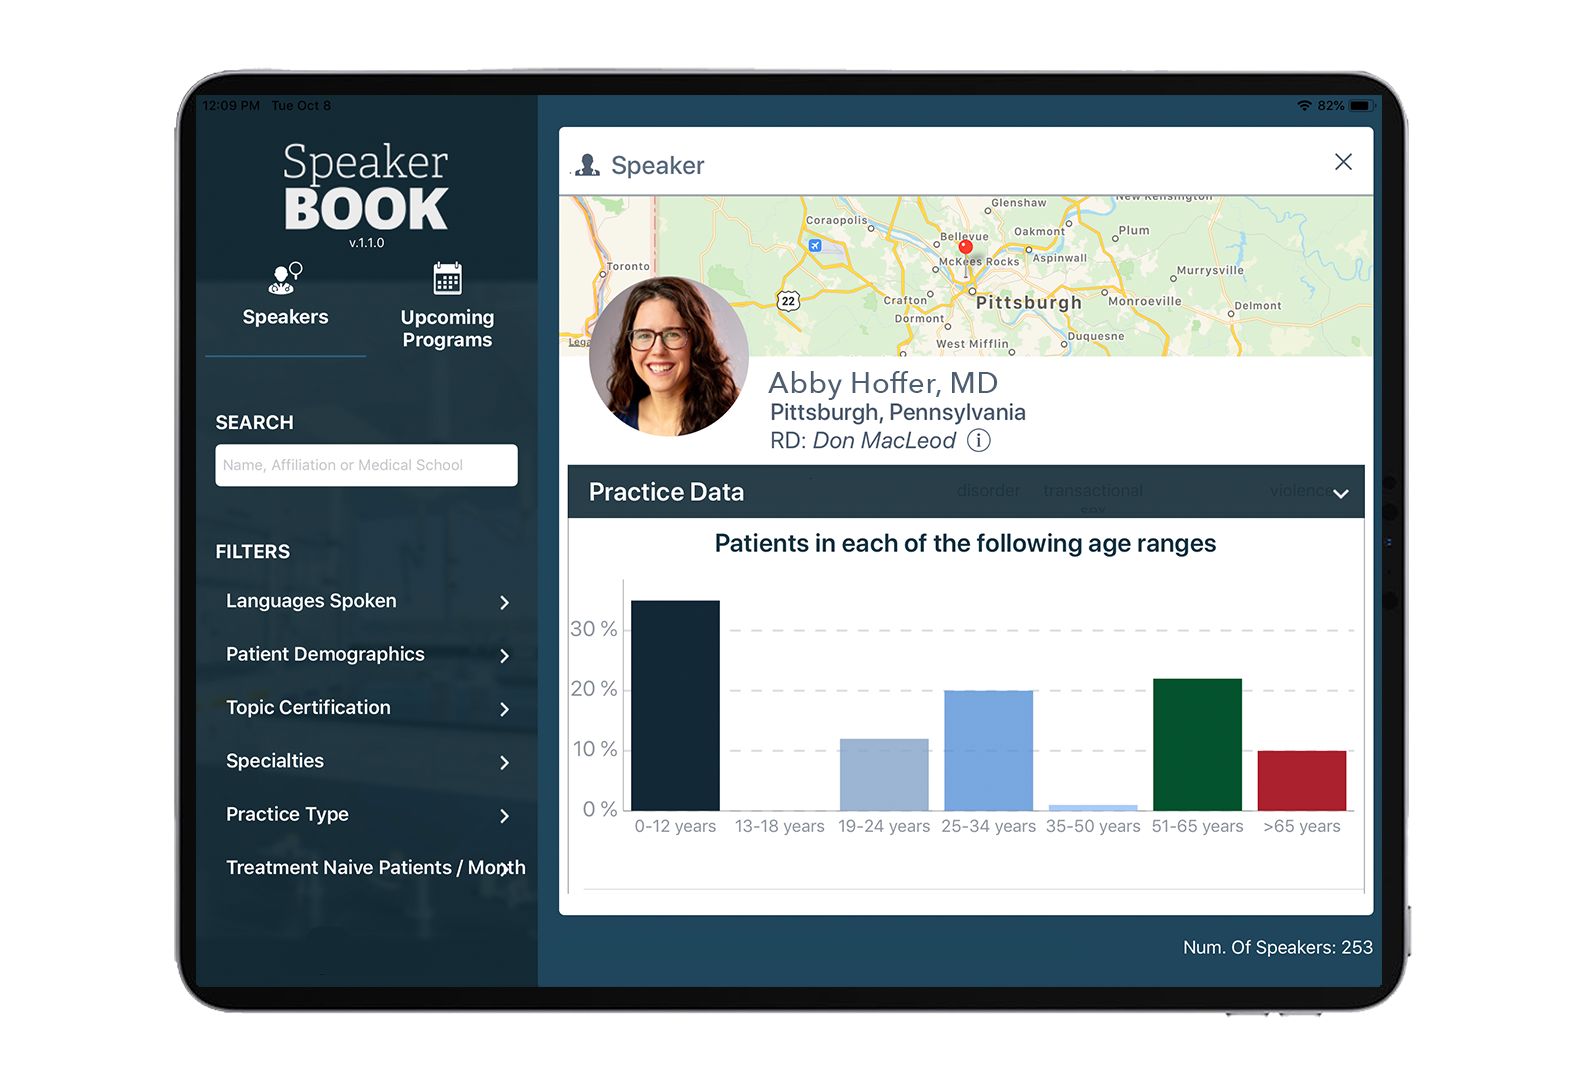 12:09 PM Tue Oct 8
82%
Speaker
BOOK
v.1.1.0
Speakers
Upcoming
Programs
SEARCH
Name, Affiliation or Medical School
FILTERS
Languages Spoken
Patient Demographics
Topic Certification
Specialties
Practice Type
Treatment Naive Patients / Month
Speaker
Glenshaw
New Kensington
Coraopolis
Bellevue
Oakmont
Plum
Toronto
McKees Rocks
Aspinwall
Murrysville
22
Crafton
Pittsburgh
Monroeville
Delmont
Dormont
West Mifflin
Duquesne
Lega
Abby Hoffer, MD
Pittsburgh, Pennsylvania
RD: Don MacLeod
Practice Data
disorder transactional violence
sex
Patients in each of the following age ranges
30 %
20 %
10 %
0 %
0-12 years 13-18 years 19-24 years 25-34 years 35-50 years 51-65 years >65 years
Num. Of Speakers: 253